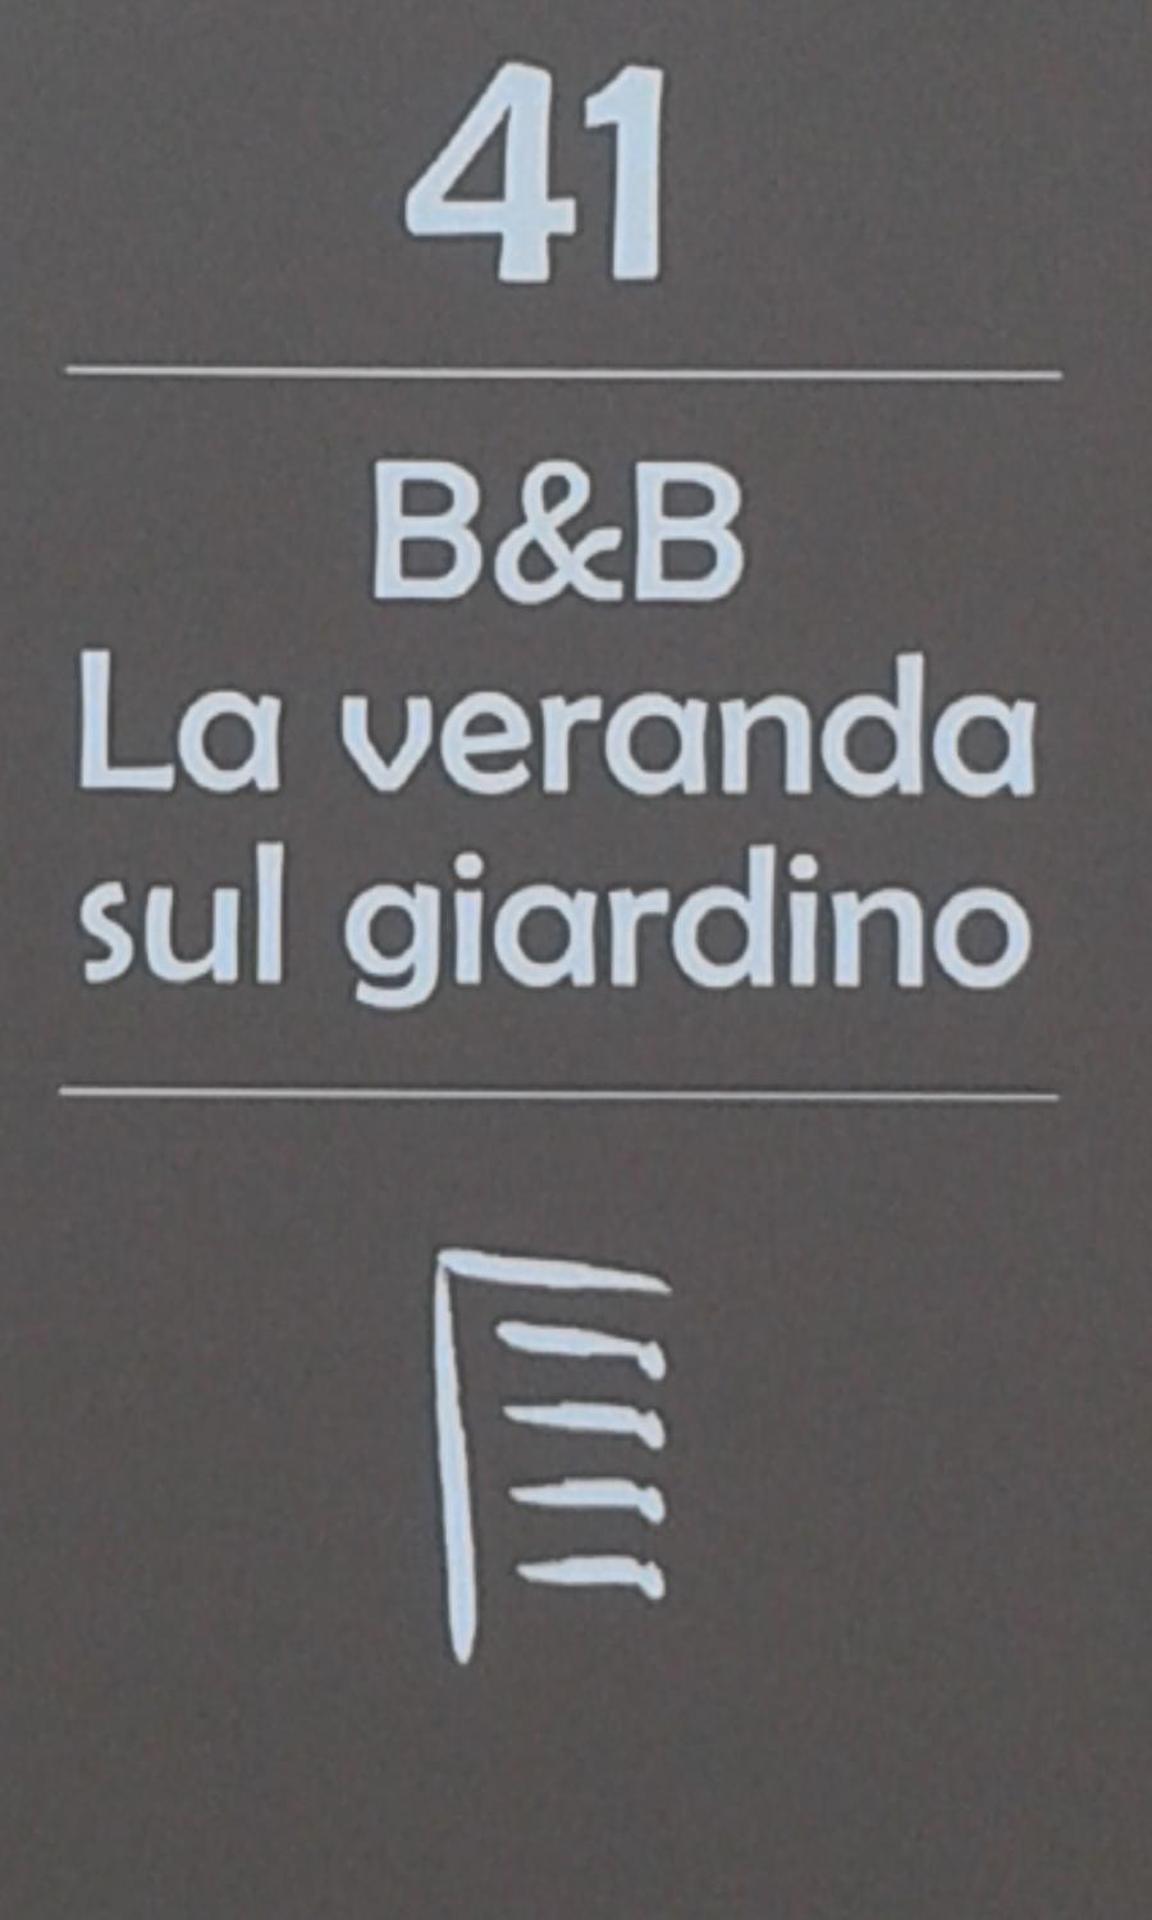 41
B&B
La veranda
sul giardino